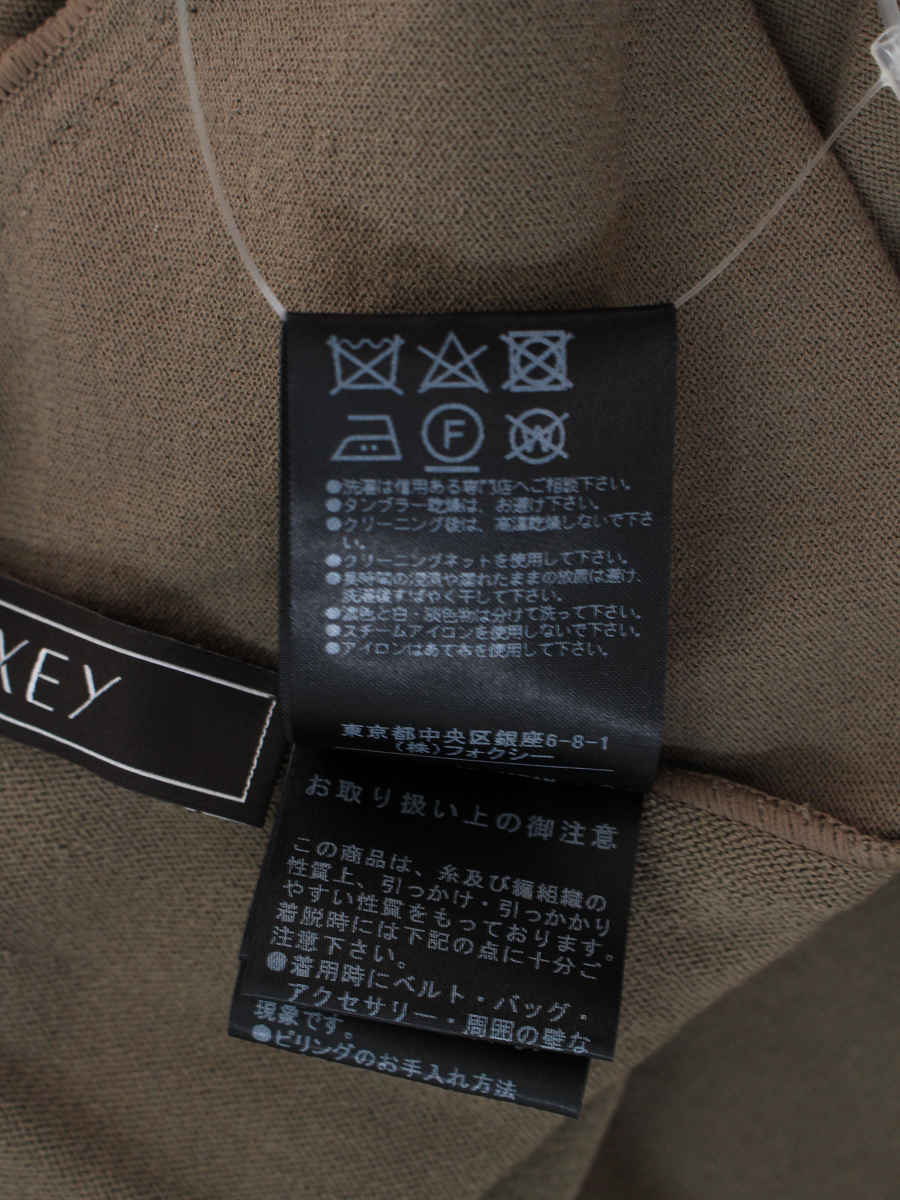 F
W
●洗濯は信用ある専門店へご相談下さい。
●タンブラー乾燥は、お避け下さい。
●クリーニング後は、高温乾燥しないで下さ
い。
●クリーニングネットを使用して下さい。
●長時間の浸漬や濡れたままの放置は避け、
洗濯後すばやく干して下さい。
●濃色と白・淡色物は分けて洗って下さい。
●スチームアイロンを使用しないで下さい。
●アイロンはあて布を使用して下さい。
XEY
東京都中央区銀座6-8-1
(株)フォクシー
お取り扱い上の御注意
この商品は、糸及び編組織の
性質上、引っかけ・引っかかり
やすい性質をもっております。
着脱時には下記の点に十分ご
注意下さい。
●着用時にベルト・バッグ・
アクセサリー・周囲の壁な
現象です。
●ピリングのお手入れ方法